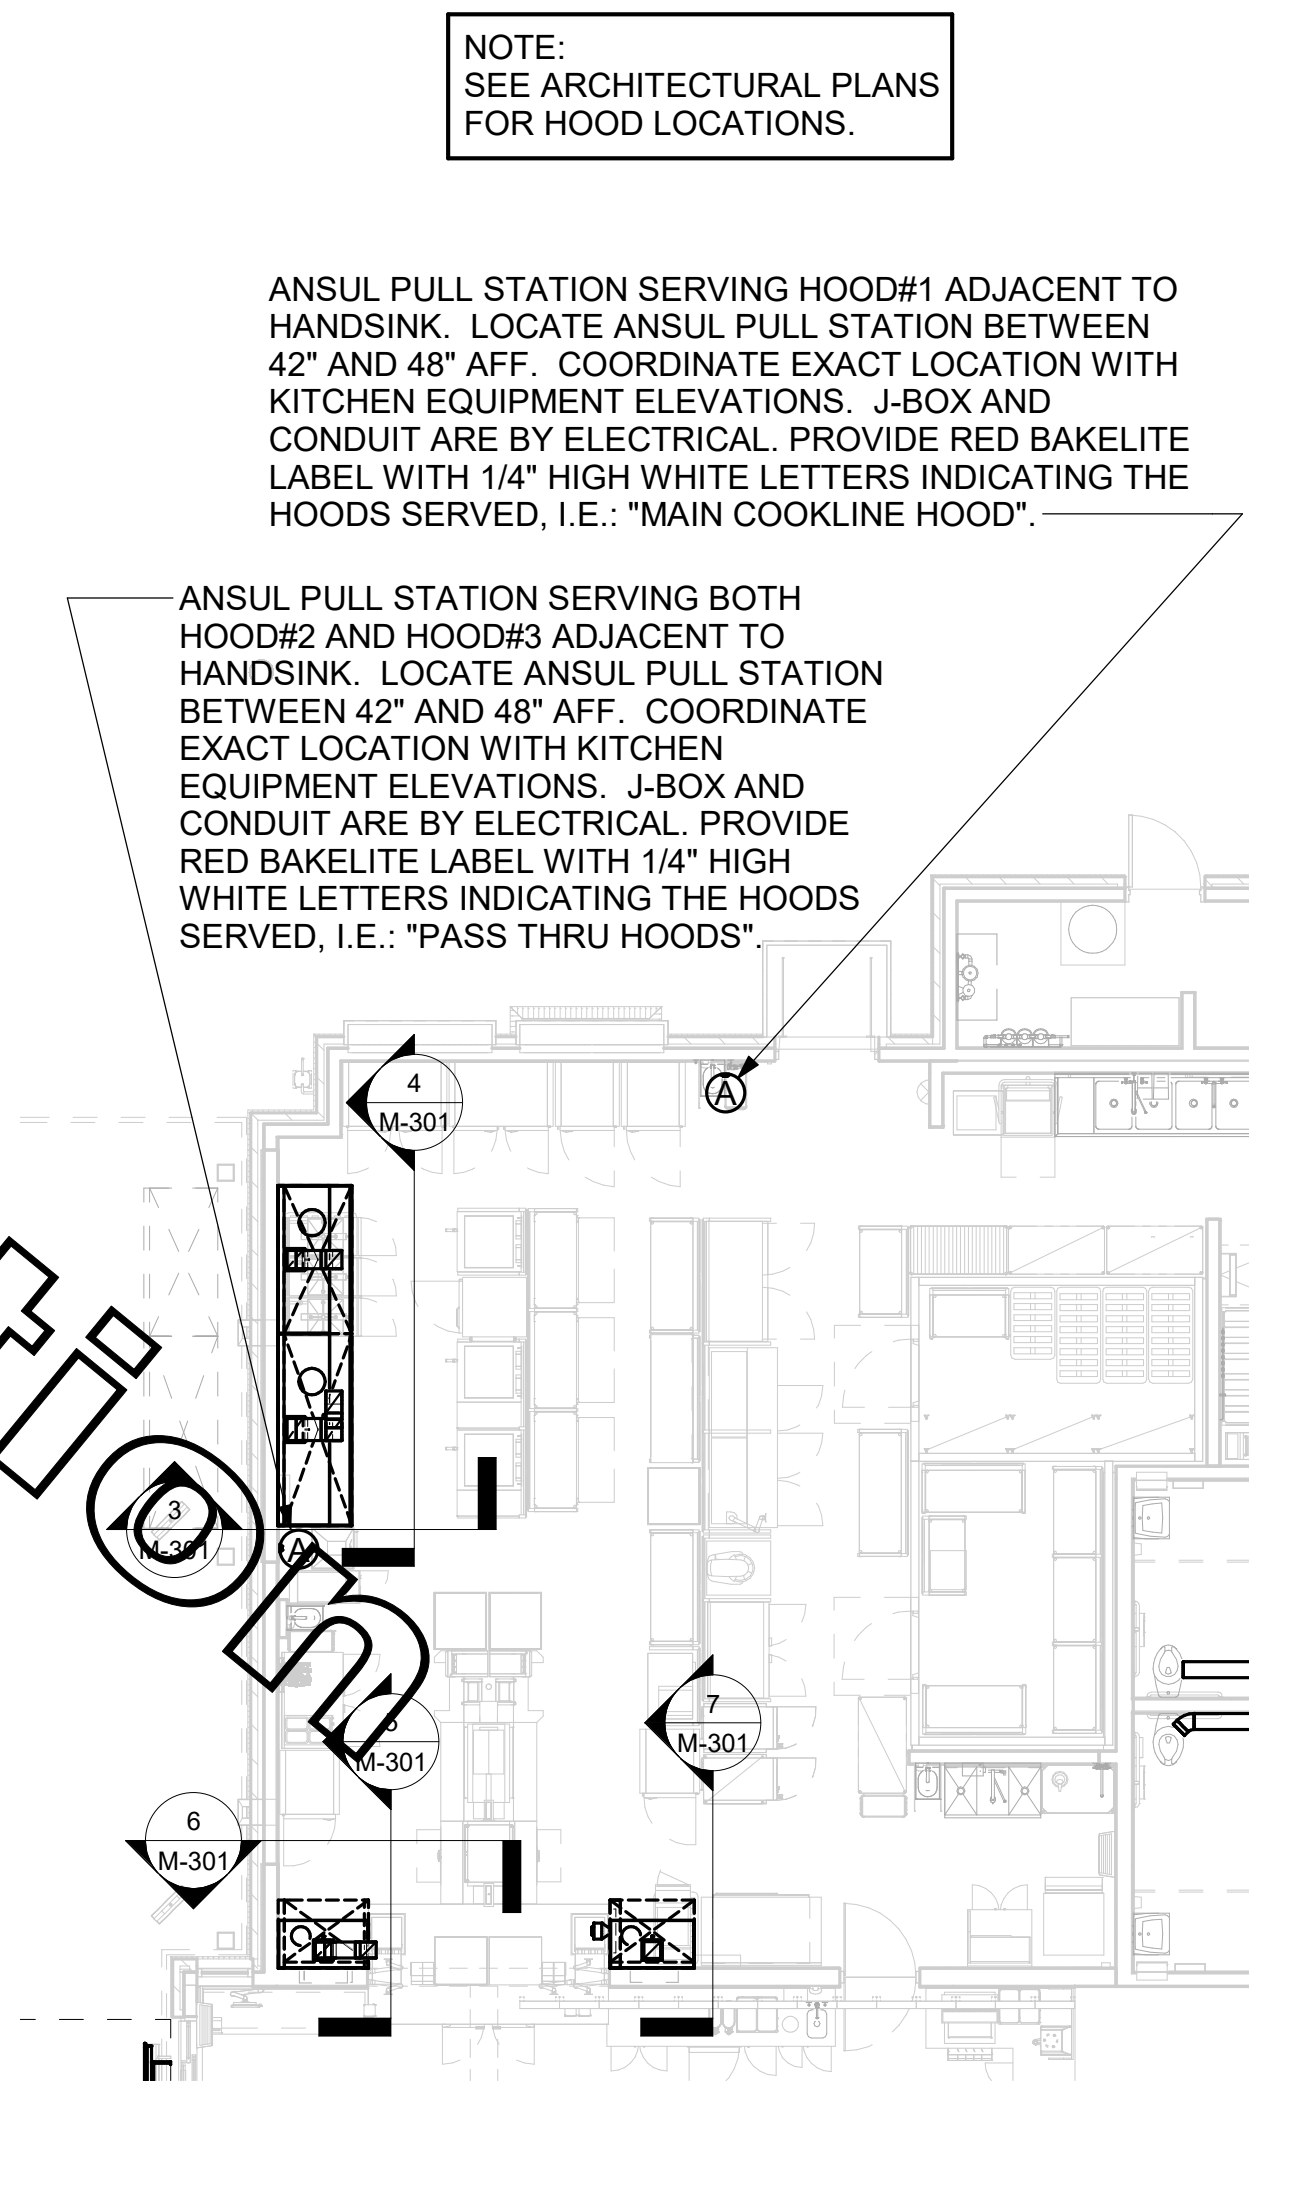 NOTE:
SEE ARCHITECTURAL PLANS
FOR HOOD LOCATIONS.
ANSUL PULL STATION SERVING HOOD#1 ADJACENT TO
HANDSINK.  LOCATE ANSUL PULL STATION BETWEEN
42" AND 48" AFF.  COORDINATE EXACT LOCATION WITH
KITCHEN EQUIPMENT ELEVATIONS.  J-BOX AND
CONDUIT ARE BY ELECTRICAL. PROVIDE RED BAKELITE
LABEL WITH 1/4" HIGH WHITE LETTERS INDICATING THE
HOODS SERVED, I.E.: "MAIN COOKLINE HOOD".
ANSUL PULL STATION SERVING BOTH
HOOD#2 AND HOOD#3 ADJACENT TO
HANDSINK.  LOCATE ANSUL PULL STATION
BETWEEN 42" AND 48" AFF.  COORDINATE
EXACT LOCATION WITH KITCHEN
EQUIPMENT ELEVATIONS.  J-BOX AND
CONDUIT ARE BY ELECTRICAL. PROVIDE
RED BAKELITE LABEL WITH 1/4" HIGH
WHITE LETTERS INDICATING THE HOODS
SERVED, I.E.: "PASS THRU HOODS".
4
M-301
A
tion
3
M-301
A
5
M-301
7
M-301
6
M-301